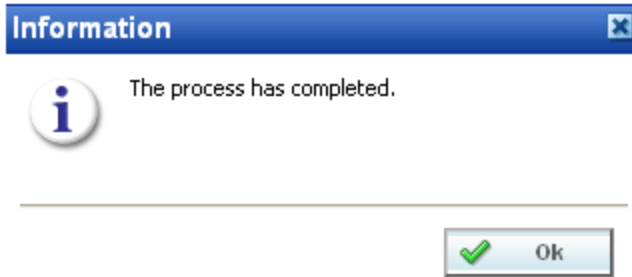 Information
The process has completed.
Ok